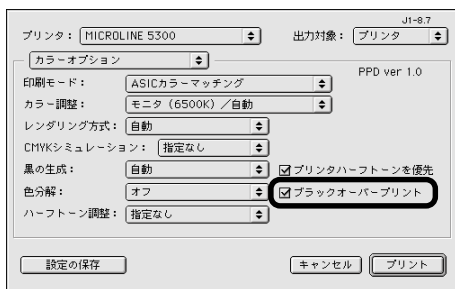 J1-8.7
プリンタ： MICROLINE 5300 出力対象： プリンタ
カラーオプション
PPD ver 1.0
印刷モード： ASICカラーマッチング
カラー調整： モニタ（6500K）／自動
レンダリング方式： 自動
CMYKシミュレーション： 指定なし
黒の生成： 自動 プリンタハーフトーンを優先
色分解： オフ ブラックオーバープリント
ハーフトーン調整： 指定なし
設定の保存 キャンセル プリント